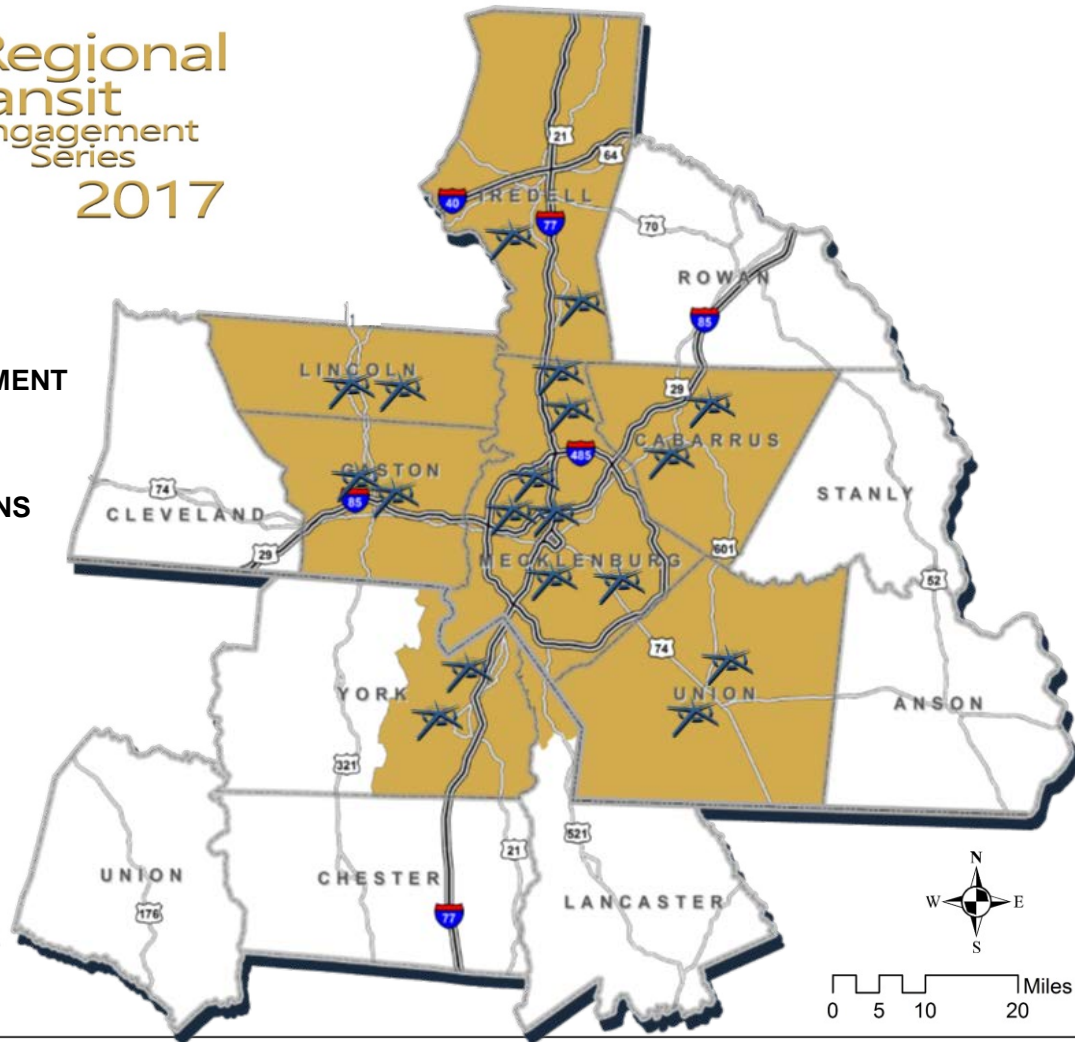 Regional
ansit
ngagement
Series
2017
MENT
NS
21
64
40
IREDELL
77
70
ROWAN
85
LINCOLN
29
CABARRUS
485
GASTON
85
STANLY
74
CLEVELAND
29
MECKLENBURG
601
52
74
YORK
UNION
ANSON
321
521
21
UNION
CHESTER
LANCASTER
176
77
N
W E
S
Miles
0 5 10 20